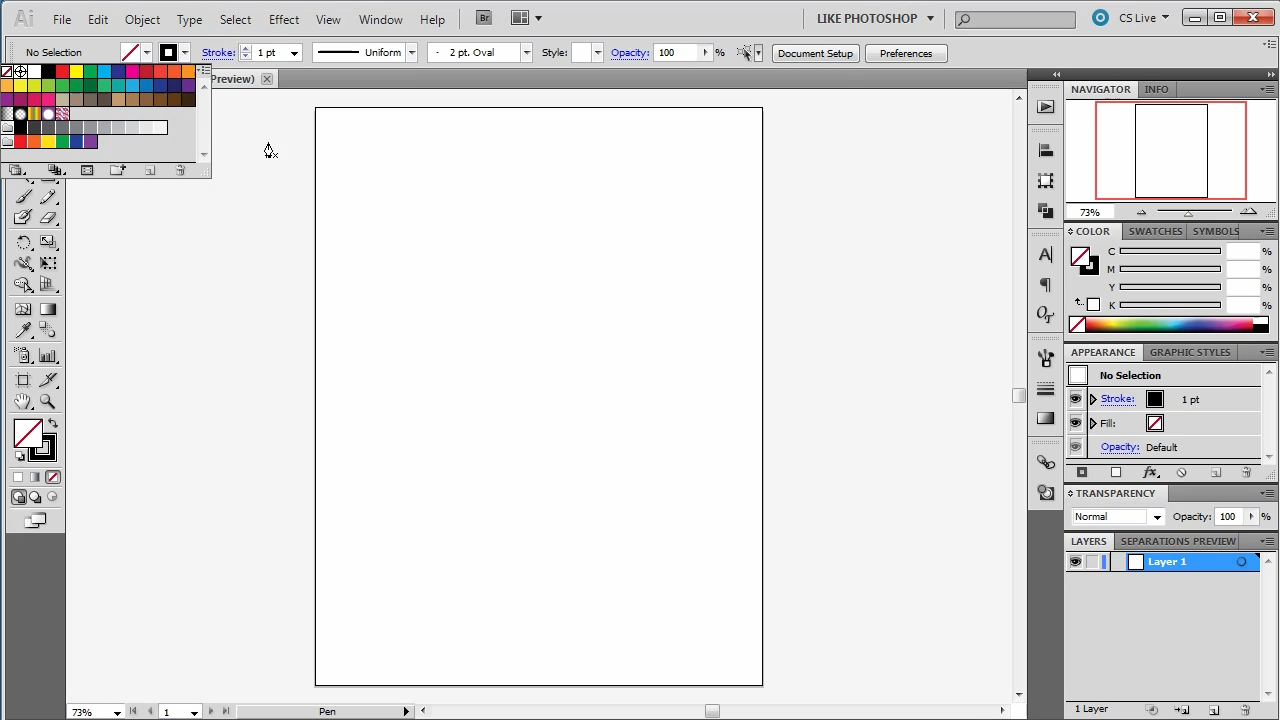 Ai File Edit Object Type Select Effect View Window Help Br LIKE PHOTOSHOP CS Live
No Selection Stroke: 1 pt Uniform 2 pt. Oval Style: Opacity: 100 % Document Setup Preferences
Preview)
NAVIGATOR INFO
73%
COLOR SWATCHES SYMBOLS
C %
M %
Y %
K %
APPEARANCE GRAPHIC STYLES
No Selection
Stroke: 1 pt
Fill:
Opacity: Default
fx
TRANSPARENCY
Normal Opacity: 100 %
LAYERS SEPARATIONS PREVIEW
Layer 1
1 Layer
73% 1 Pen